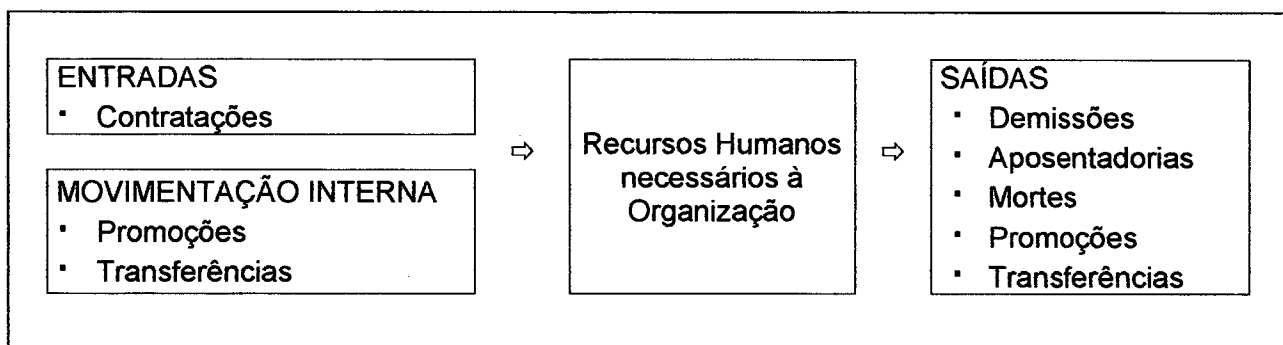 ENTRADAS
▪ Contratações
MOVIMENTAÇÃO INTERNA
▪ Promoções
▪ Transferências
⇨
Recursos Humanos
necessários à
Organização
⇨
SAÍDAS
▪ Demissões
▪ Aposentadorias
▪ Mortes
▪ Promoções
▪ Transferências